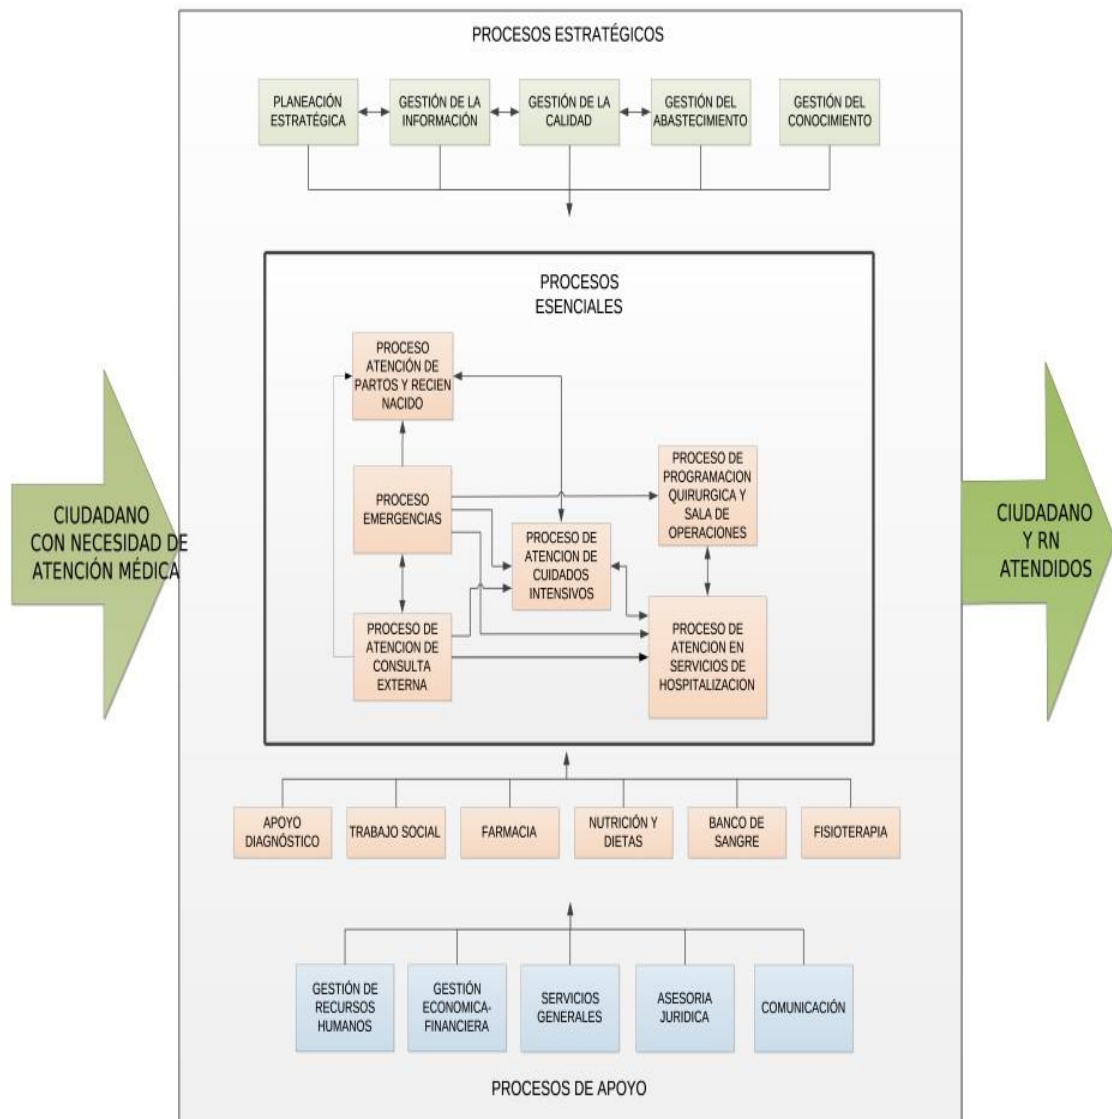 PROCESOS ESTRATÉGICOS
PLANEACIÓN
ESTRATÉGICA
GESTIÓN DE LA
INFORMACIÓN
GESTIÓN DE LA
CALIDAD
GESTIÓN DEL
ABASTECIMIENTO
GESTIÓN DEL
CONOCIMIENTO
PROCESOS
ESENCIALES
PROCESO
ATENCIÓN DE
PARTOS Y RECIEN
NACIDO
PROCESO
EMERGENCIAS
PROCESO DE
PROGRAMACION
QUIRURGICA Y
SALA DE
OPERACIONES
PROCESO DE
ATENCION DE
CUIDADOS
INTENSIVOS
PROCESO DE
ATENCION DE
CONSULTA
EXTERNA
PROCESO DE
ATENCION EN
SERVICIOS DE
HOSPITALIZACION
CIUDADANO
CON NECESIDAD DE
ATENCIÓN MÉDICA
CIUDADANO
Y RN
ATENDIDOS
APOYO
DIAGNÓSTICO
TRABAJO SOCIAL
FARMACIA
NUTRICIÓN Y
DIETAS
BANCO DE
SANGRE
FISIOTERAPIA
GESTIÓN DE
RECURSOS
HUMANOS
GESTIÓN
ECONOMICA-
FINANCIERA
SERVICIOS
GENERALES
ASESORIA
JURIDICA
COMUNICACIÓN
PROCESOS DE APOYO